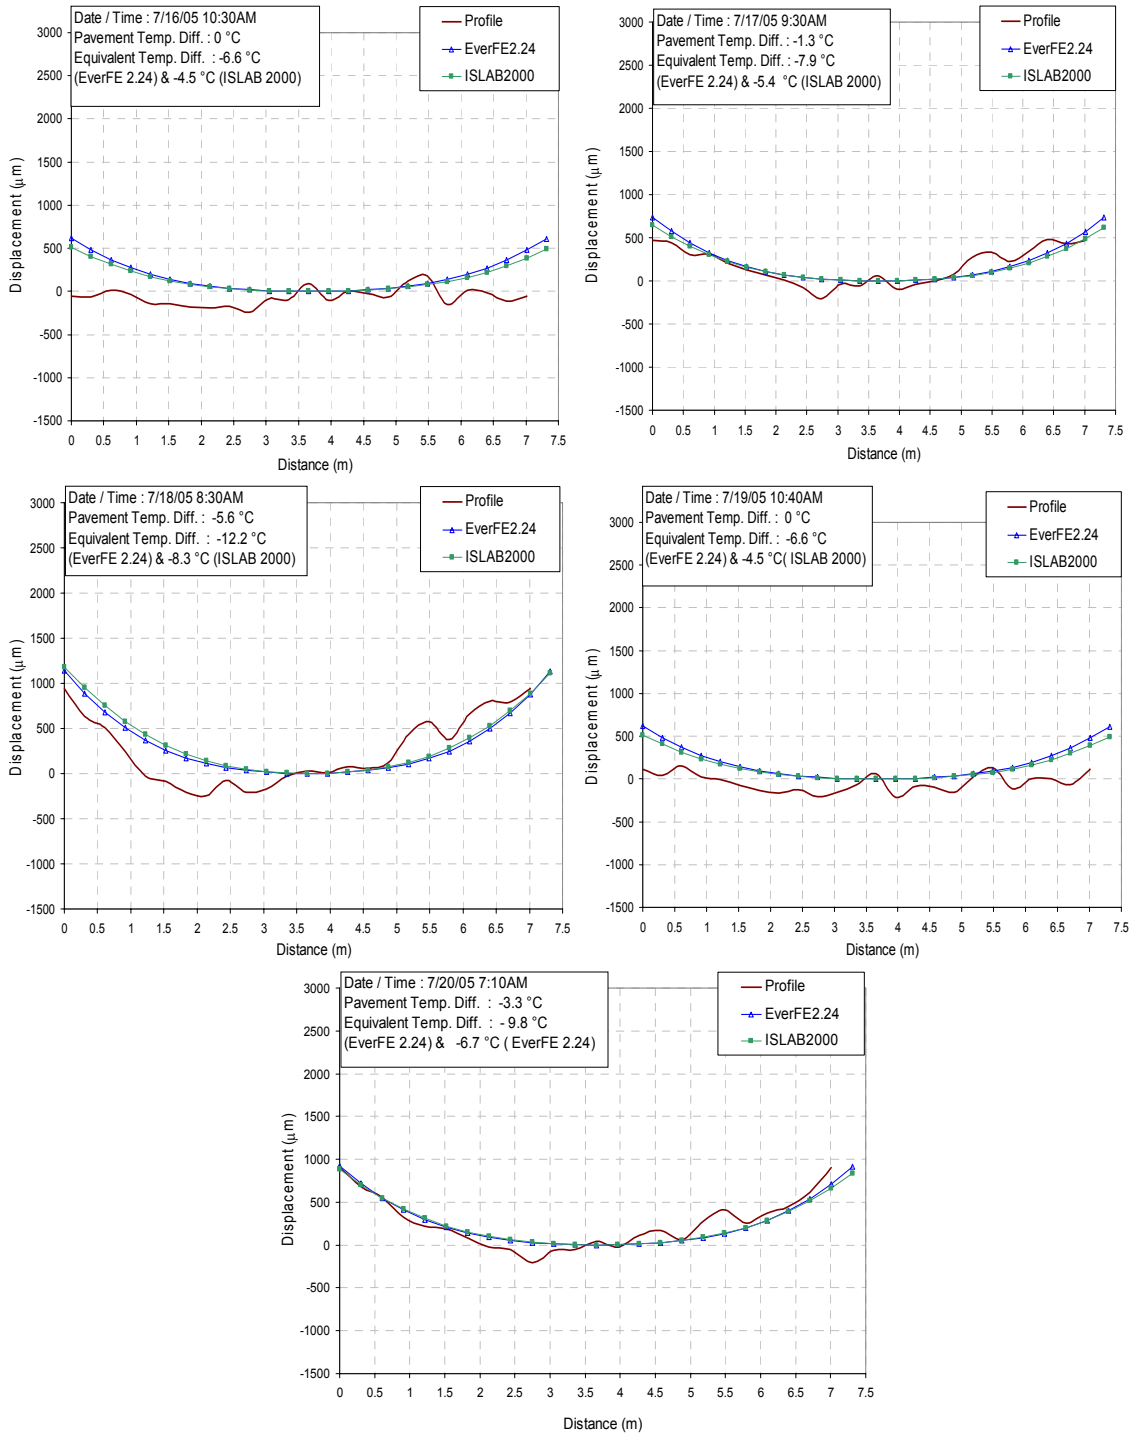 Date / Time : 7/16/05 10:30AM
Pavement Temp. Diff. : 0 °C
Equivalent Temp. Diff. : -6.6 °C
(EverFE 2.24) & -4.5 °C (ISLAB 2000)
Profile
EverFE2.24
ISLAB2000
3000
2500
2000
1500
1000
500
0
-500
-1000
-1500
Displacement (μm)
0 0.5 1 1.5 2 2.5 3 3.5 4 4.5 5 5.5 6 6.5 7 7.5
Distance (m)
Date / Time : 7/17/05 9:30AM
Pavement Temp. Diff. : -1.3 °C
Equivalent Temp. Diff. : -7.9 °C
(EverFE 2.24) & -5.4 °C (ISLAB 2000)
Profile
EverFE2.24
ISLAB2000
3000
2500
2000
1500
1000
500
0
-500
-1000
-1500
Displacement (μm)
0 0.5 1 1.5 2 2.5 3 3.5 4 4.5 5 5.5 6 6.5 7 7.5
Distance (m)
Date / Time : 7/18/05 8:30AM
Pavement Temp. Diff. : -5.6 °C
Equivalent Temp. Diff. : -12.2 °C
(EverFE 2.24) & -8.3 °C (ISLAB 2000)
Profile
EverFE2.24
ISLAB2000
3000
2500
2000
1500
1000
500
0
-500
-1000
-1500
Displacement (μm)
0 0.5 1 1.5 2 2.5 3 3.5 4 4.5 5 5.5 6 6.5 7 7.5
Distance (m)
Date / Time : 7/19/05 10:40AM
Pavement Temp. Diff. : 0 °C
Equivalent Temp. Diff. : -6.6 °C
(EverFE 2.24) & -4.5 °C( ISLAB 2000)
Profile
EverFE2.24
ISLAB2000
3000
2500
2000
1500
1000
500
0
-500
-1000
-1500
Displacement (μm)
0 0.5 1 1.5 2 2.5 3 3.5 4 4.5 5 5.5 6 6.5 7 7.5
Distance (m)
Date / Time : 7/20/05 7:10AM
Pavement Temp. Diff. : -3.3 °C
Equivalent Temp. Diff. : - 9.8 °C
(EverFE 2.24) & -6.7 °C ( EverFE 2.24)
Profile
EverFE2.24
ISLAB2000
3000
2500
2000
1500
1000
500
0
-500
-1000
-1500
Displacement (μm)
0 0.5 1 1.5 2 2.5 3 3.5 4 4.5 5 5.5 6 6.5 7 7.5
Distance (m)